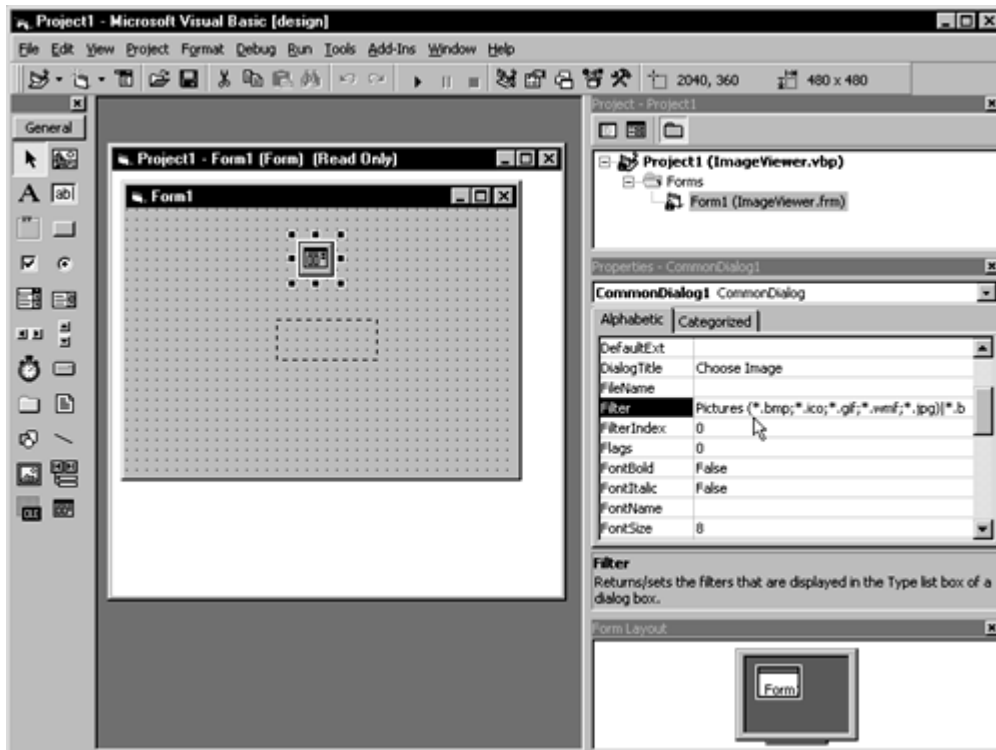 Project1 - Microsoft Visual Basic [design]
File Edit View Project Format Debug Run Tools Add-Ins Window Help
2040, 360 480 x 480
General
A ab
OLE
Project1 - Form1 (Form) (Read Only)
Form1
Project - Project1
Project1 (ImageViewer.vbp)
Forms
Form1 (ImageViewer.frm)
Properties - CommonDialog1
CommonDialog1 CommonDialog
Alphabetic Categorized
DefaultExt
DialogTitle Choose Image
FileName
Filter Pictures (*.bmp;*.ico;*.gif;*.wmf;*.jpg)|*.b
FilterIndex 0
Flags 0
FontBold False
FontItalic False
FontName
FontSize 8
Filter
Returns/sets the filters that are displayed in the Type list box of a
dialog box.
Form Layout
Form